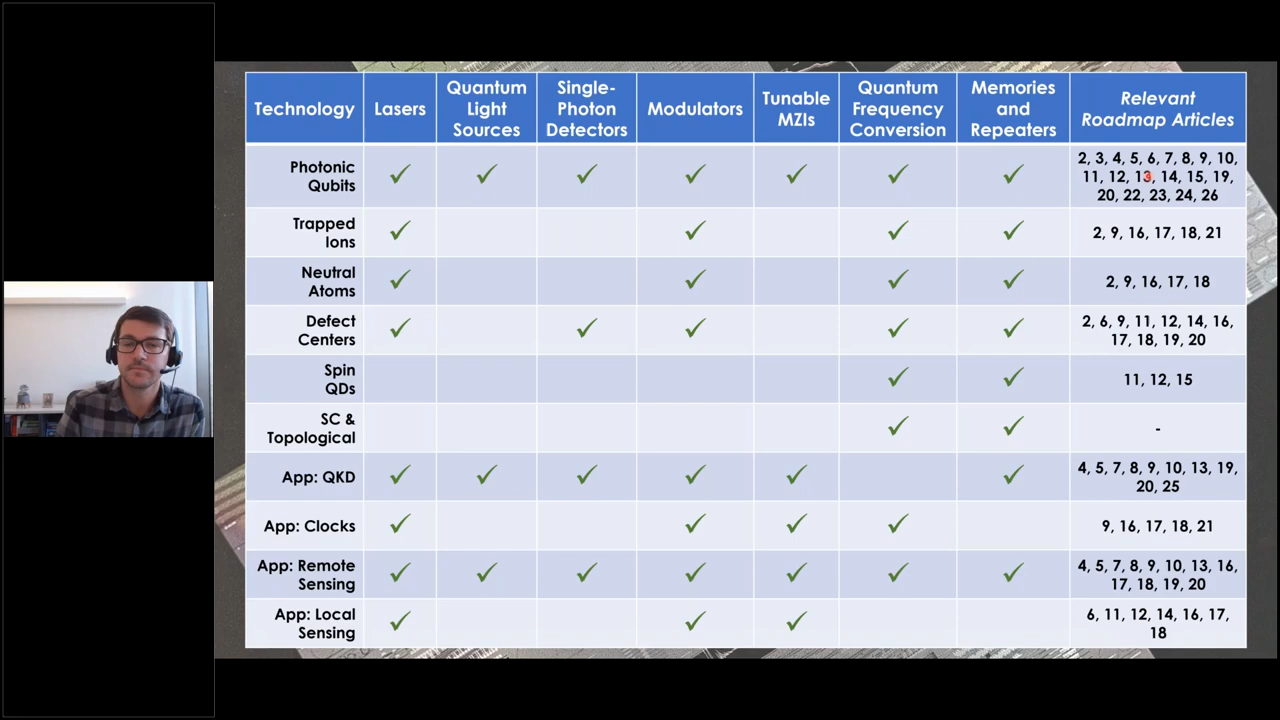 Technology Lasers Quantum Light Sources Single-Photon Detectors Modulators Tunable MZIs Quantum Frequency Conversion Memories and Repeaters Relevant Roadmap Articles
Photonic Qubits ✓ ✓ ✓ ✓ ✓ ✓ ✓ 2, 3, 4, 5, 6, 7, 8, 9, 10,
11, 12, 13, 14, 15, 19,
20, 22, 23, 24, 26
Trapped Ions ✓ ✓ ✓ ✓ 2, 9, 16, 17, 18, 21
Neutral Atoms ✓ ✓ ✓ ✓ 2, 9, 16, 17, 18
Defect Centers ✓ ✓ ✓ ✓ ✓ 2, 6, 9, 11, 12, 14, 16,
17, 18, 19, 20
Spin QDs ✓ ✓ 11, 12, 15
SC & Topological ✓ ✓ -
App: QKD ✓ ✓ ✓ ✓ ✓ ✓ 4, 5, 7, 8, 9, 10, 13, 19,
20, 25
App: Clocks ✓ ✓ ✓ ✓ 9, 16, 17, 18, 21
App: Remote Sensing ✓ ✓ ✓ ✓ ✓ ✓ ✓ 4, 5, 7, 8, 9, 10, 13, 16,
17, 18, 19, 20
App: Local Sensing ✓ ✓ ✓ 6, 11, 12, 14, 16, 17,
18